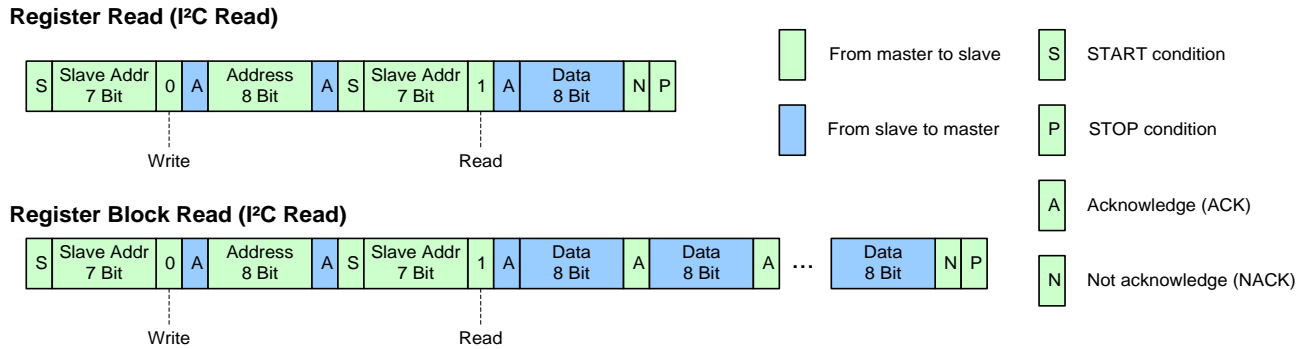 Register Read (I²C Read)
S Slave Addr 7 Bit 0 A Address 8 Bit A S Slave Addr 7 Bit 1 A Data 8 Bit N P
Write Read
Register Block Read (I²C Read)
S Slave Addr 7 Bit 0 A Address 8 Bit A S Slave Addr 7 Bit 1 A Data 8 Bit A Data 8 Bit A ... Data 8 Bit N P
Write Read
From master to slave
From slave to master
S START condition
P STOP condition
A Acknowledge (ACK)
N Not acknowledge (NACK)